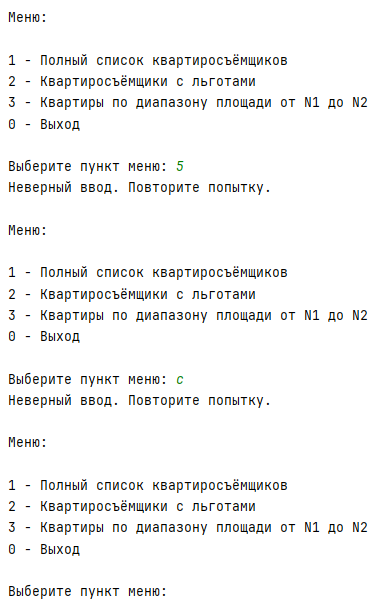 Меню:
1 - Полный список квартиросъёмщиков
2 - Квартиросъёмщики с льготами
3 - Квартиры по диапазону площади от N1 до N2
0 - Выход
Выберите пункт меню: 5
Неверный ввод. Повторите попытку.
Меню:
1 - Полный список квартиросъёмщиков
2 - Квартиросъёмщики с льготами
3 - Квартиры по диапазону площади от N1 до N2
0 - Выход
Выберите пункт меню: с
Неверный ввод. Повторите попытку.
Меню:
1 - Полный список квартиросъёмщиков
2 - Квартиросъёмщики с льготами
3 - Квартиры по диапазону площади от N1 до N2
0 - Выход
Выберите пункт меню: